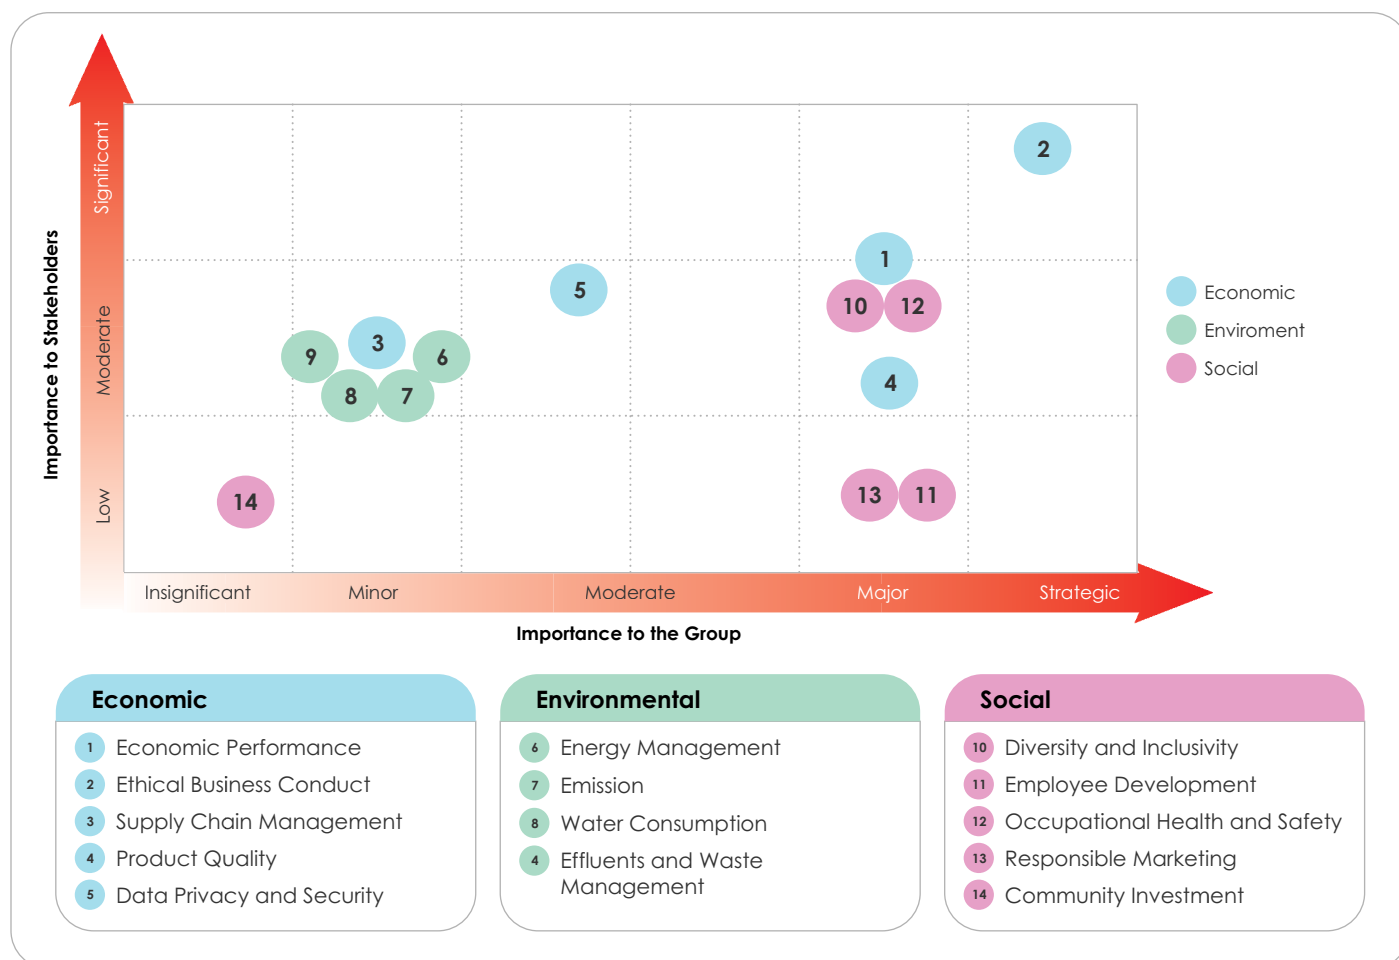 Importance to Stakeholders
Significant
Moderate
Low
2
1
5
10
12
3
9
6
4
8
7
13
11
14
Economic
Enviroment
Social
Insignificant
Minor
Moderate
Major
Strategic
Importance to the Group
Economic
1 Economic Performance
2 Ethical Business Conduct
3 Supply Chain Management
4 Product Quality
5 Data Privacy and Security
Environmental
6 Energy Management
7 Emission
8 Water Consumption
4 Effluents and Waste
Management
Social
10 Diversity and Inclusivity
11 Employee Development
12 Occupational Health and Safety
13 Responsible Marketing
14 Community Investment